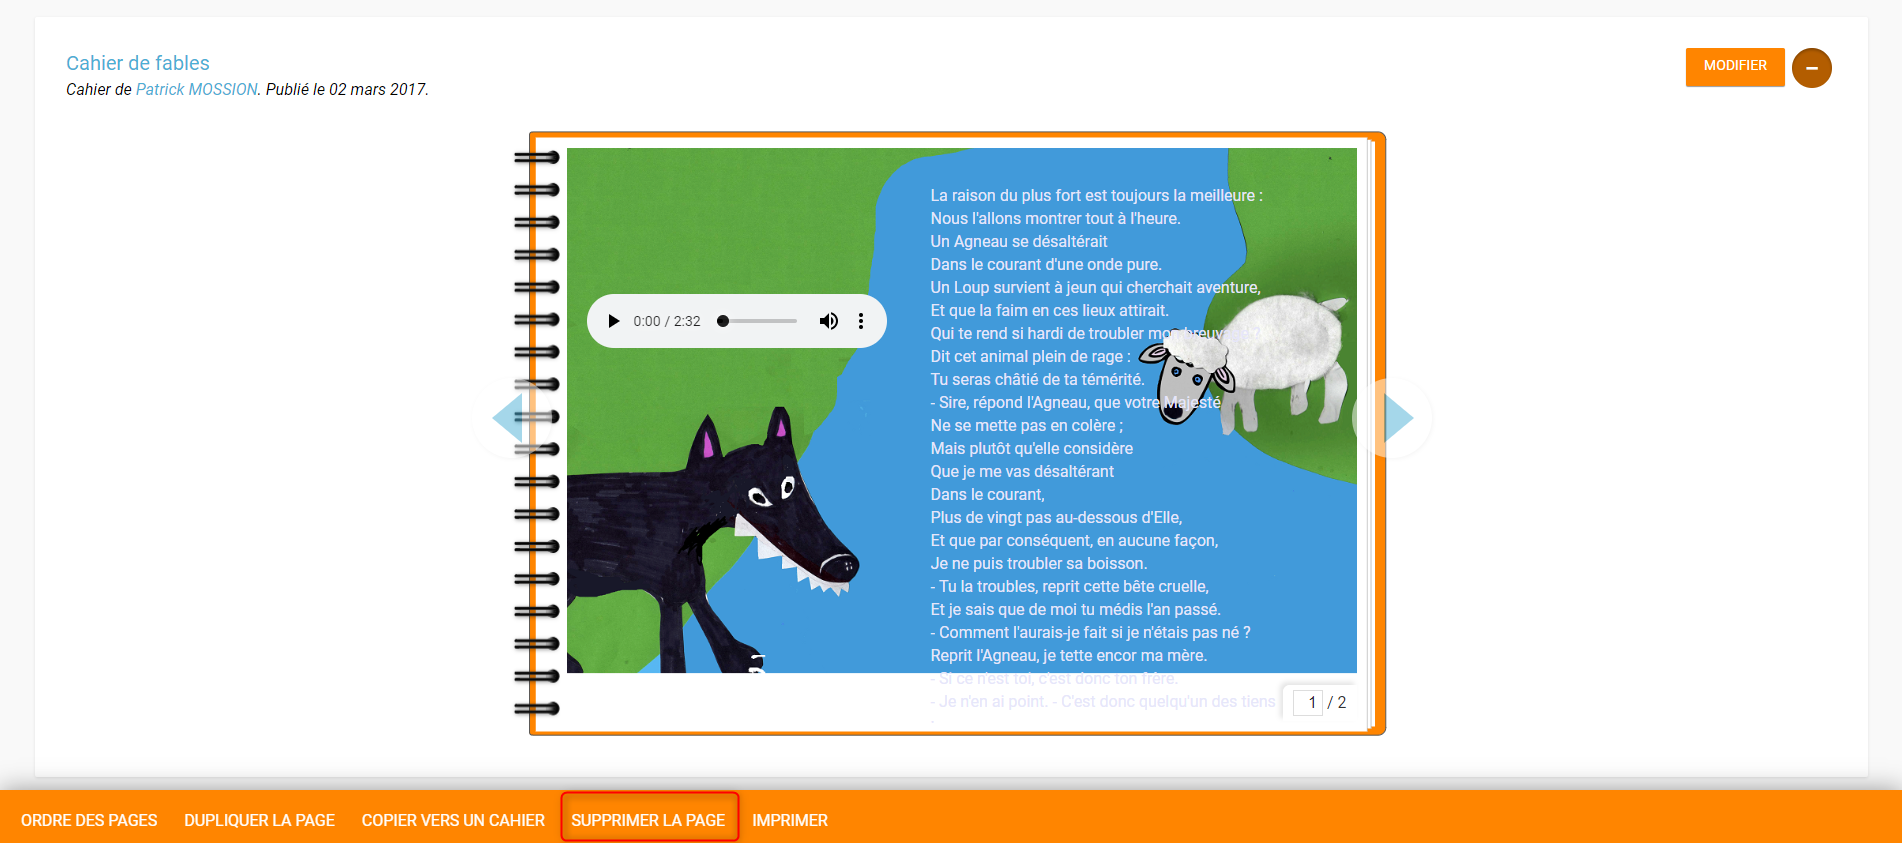 Cahier de fables
Cahier de Patrick MOSSION. Publié le 02 mars 2017.
MODIFIER
La raison du plus fort est toujours la meilleure :
Nous l'allons montrer tout à l'heure.
Un Agneau se désaltérait
Dans le courant d'une onde pure.
Un Loup survient à jeun qui cherchait aventure,
Et que la faim en ces lieux attirait.
0:00 / 2:32
Qui te rend si hardi de troubler mon breuvage
Dit cet animal plein de rage :
Tu seras châtié de ta témérité.
- Sire, répond l'Agneau, que votre Majesté
Ne se mette pas en colère ;
Mais plutôt qu'elle considère
Que je me vas désaltérant
Dans le courant,
Plus de vingt pas au-dessous d'Elle,
Et que par conséquent, en aucune façon,
Je ne puis troubler sa boisson.
- Tu la troubles, reprit cette bête cruelle,
Et je sais que de moi tu médis l'an passé.
- Comment l'aurais-je fait si je n'étais pas né ?
Reprit l'Agneau, je tette encor ma mère.
- Si ce n'est toi, c'est donc ton frère.
- Je n'en ai point. - C'est donc quelqu'un des tiens
-
1 / 2
ORDRE DES PAGES
DUPLIQUER LA PAGE
COPIER VERS UN CAHIER
SUPPRIMER LA PAGE
IMPRIMER